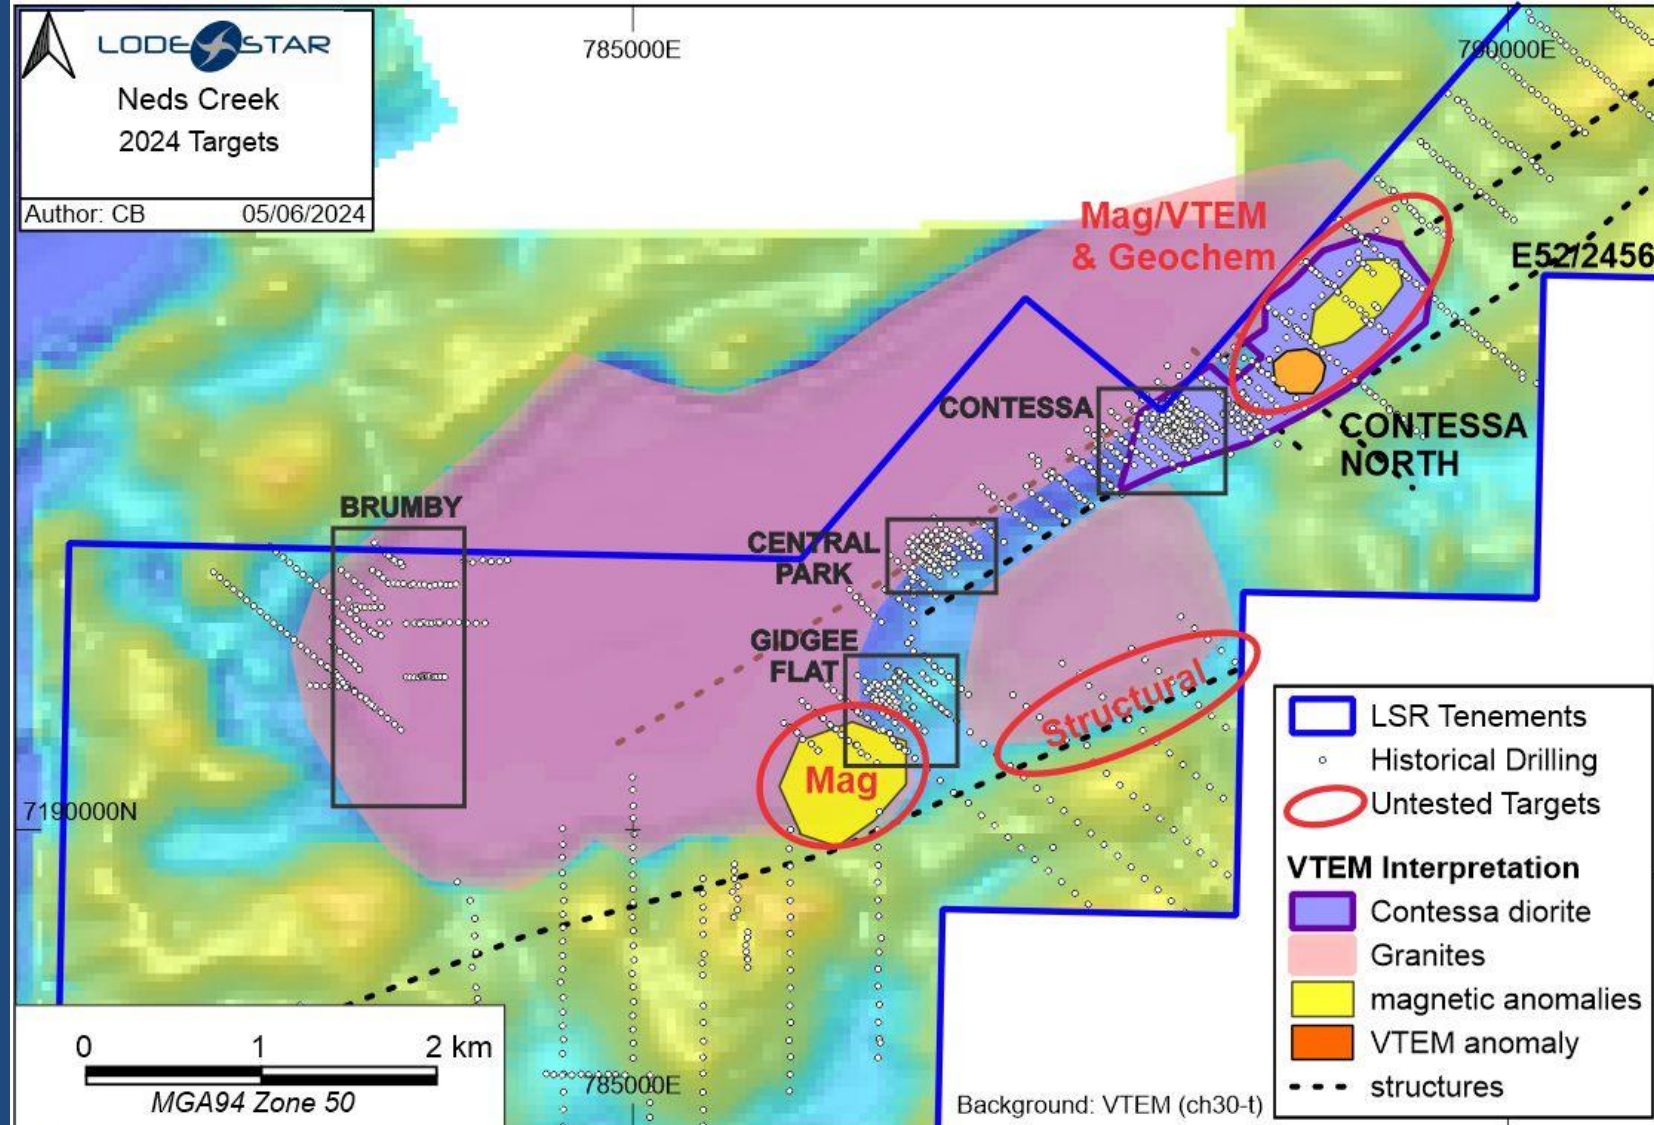 LODESTAR
Neds Creek
2024 Targets
Author: CB 05/06/2024
785000E
790000E
Mag/VTEM
& Geochem
E52/2456
CONTESSA
CONTESSA
NORTH
BRUMBY
CENTRAL
PARK
GIDGEE
FLAT
Structural
Mag
7190000N
LSR Tenements
Historical Drilling
Untested Targets
VTEM Interpretation
Contessa diorite
Granites
magnetic anomalies
VTEM anomaly
structures
0 1 2 km
MGA94 Zone 50
785000E
Background: VTEM (ch30-t)